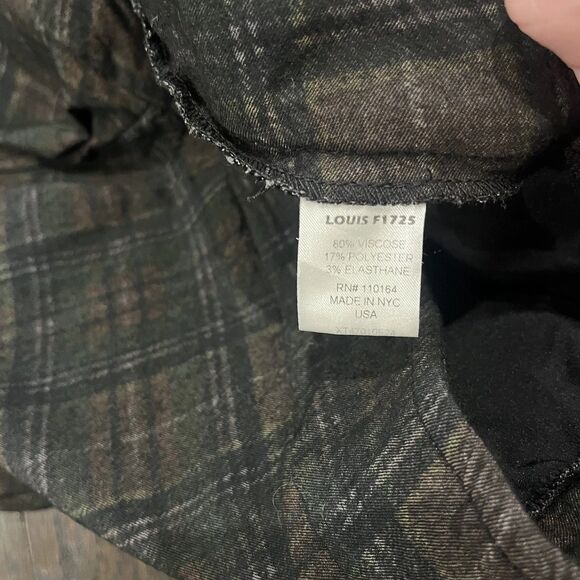 LOUIS F1725
80% VISCOSE
17% POLYESTER
3% ELASTHANE
RN# 110164
MADE IN NYC
USA